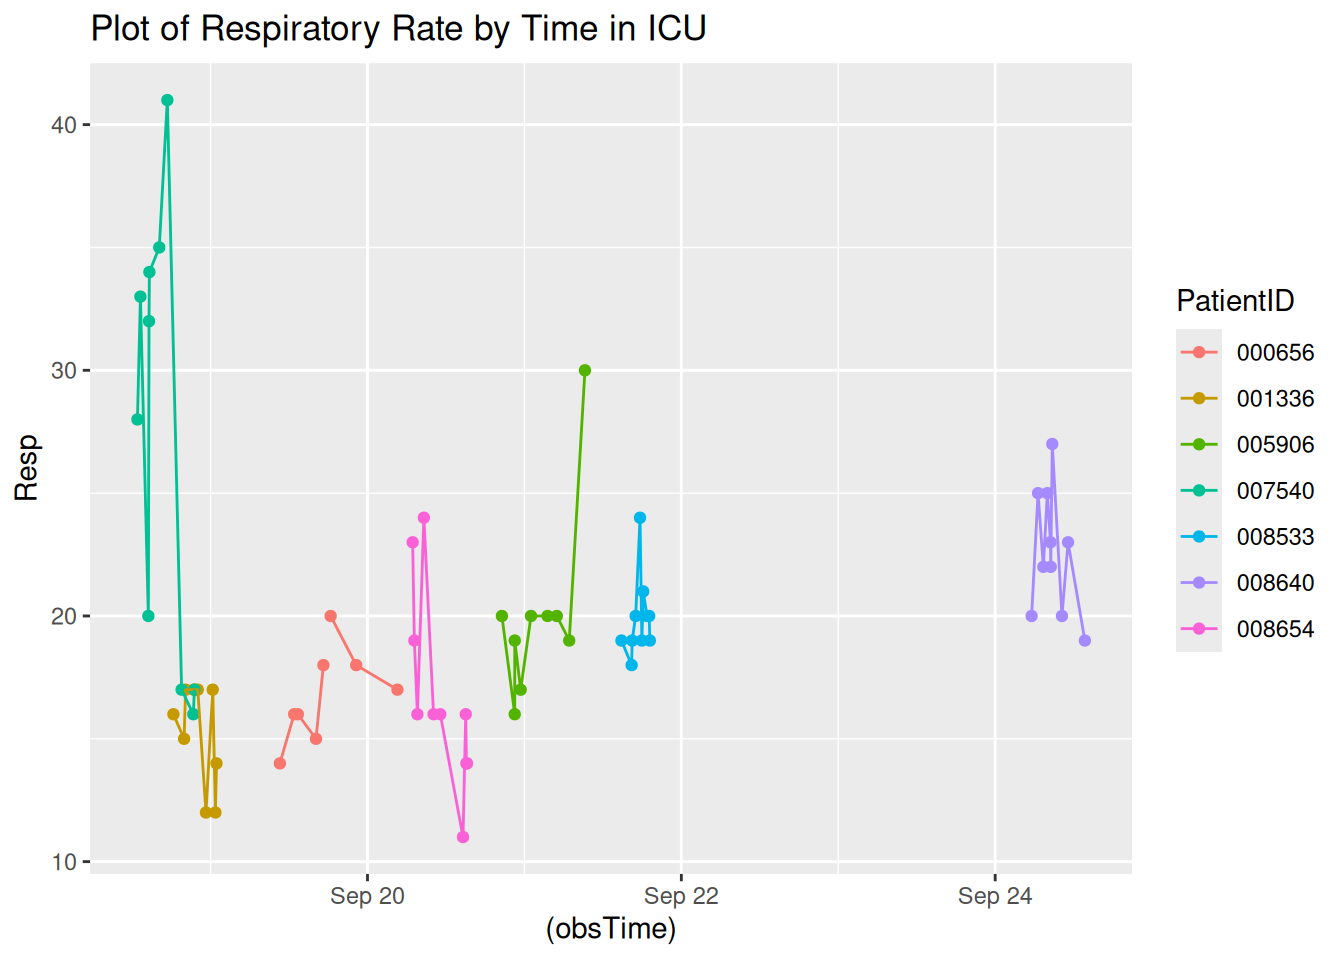 Plot of Respiratory Rate by Time in ICU
40
30
20
10
Resp
Sep 20
Sep 22
Sep 24
(obsTime)
PatientID
000656
001336
005906
007540
008533
008640
008654